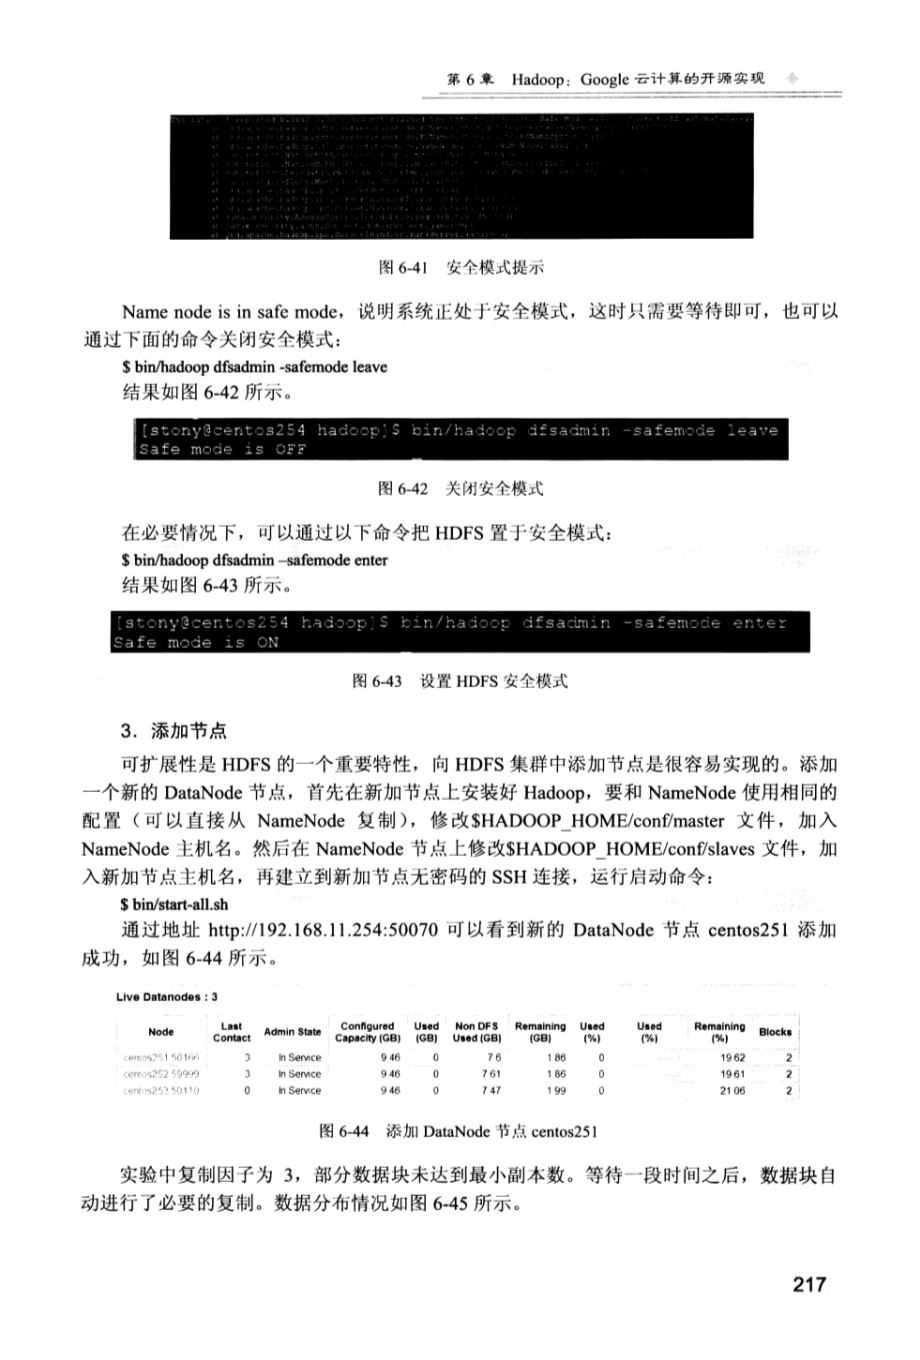 第 6 章 Hadoop：Google 云计算的开源实现
图 6-41 安全模式提示
Name node is in safe mode，说明系统正处于安全模式，这时只需要等待即可，也可以
通过下面的命令关闭安全模式：
$ bin/hadoop dfsadmin -safemode leave
结果如图 6-42 所示。
[stony@centos254 hadoop]$ bin/hadoop dfsadmin -safemode leave
Safe mode is OFF
图 6-42 关闭安全模式
在必要情况下，可以通过以下命令把 HDFS 置于安全模式：
$ bin/hadoop dfsadmin –safemode enter
结果如图 6-43 所示。
[stony@centos254 hadoop]$ bin/hadoop dfsadmin -safemode enter
Safe mode is ON
图 6-43 设置 HDFS 安全模式
3．添加节点
可扩展性是 HDFS 的一个重要特性，向 HDFS 集群中添加节点是很容易实现的。添加
一个新的 DataNode 节点，首先在新加节点上安装好 Hadoop，要和 NameNode 使用相同的
配置（可以直接从 NameNode 复制），修改$HADOOP_HOME/conf/master 文件，加入
NameNode 主机名。然后在 NameNode 节点上修改$HADOOP_HOME/conf/slaves 文件，加
入新加节点主机名，再建立到新加节点无密码的 SSH 连接，运行启动命令：
$ bin/start-all.sh
通过地址 http://192.168.11.254:50070 可以看到新的 DataNode 节点 centos251 添加
成功，如图 6-44 所示。
Live Datanodes : 3
Node Last Contact Admin State Configured Capacity (GB) Used (GB) Non DFS Used (GB) Remaining (GB) Used (%) Used (%) Remaining (%) Blocks
centos251 3 In Service 9 46 0 7 6 1 86 0 19 62 2
centos252 3 In Service 9 46 0 7 61 1 86 0 19 61 2
centos253 50110 0 In Service 9 46 0 7 47 1 99 0 21 06 2
图 6-44 添加 DataNode 节点 centos251
实验中复制因子为 3，部分数据块未达到最小副本数。等待一段时间之后，数据块自
动进行了必要的复制。数据分布情况如图 6-45 所示。
217